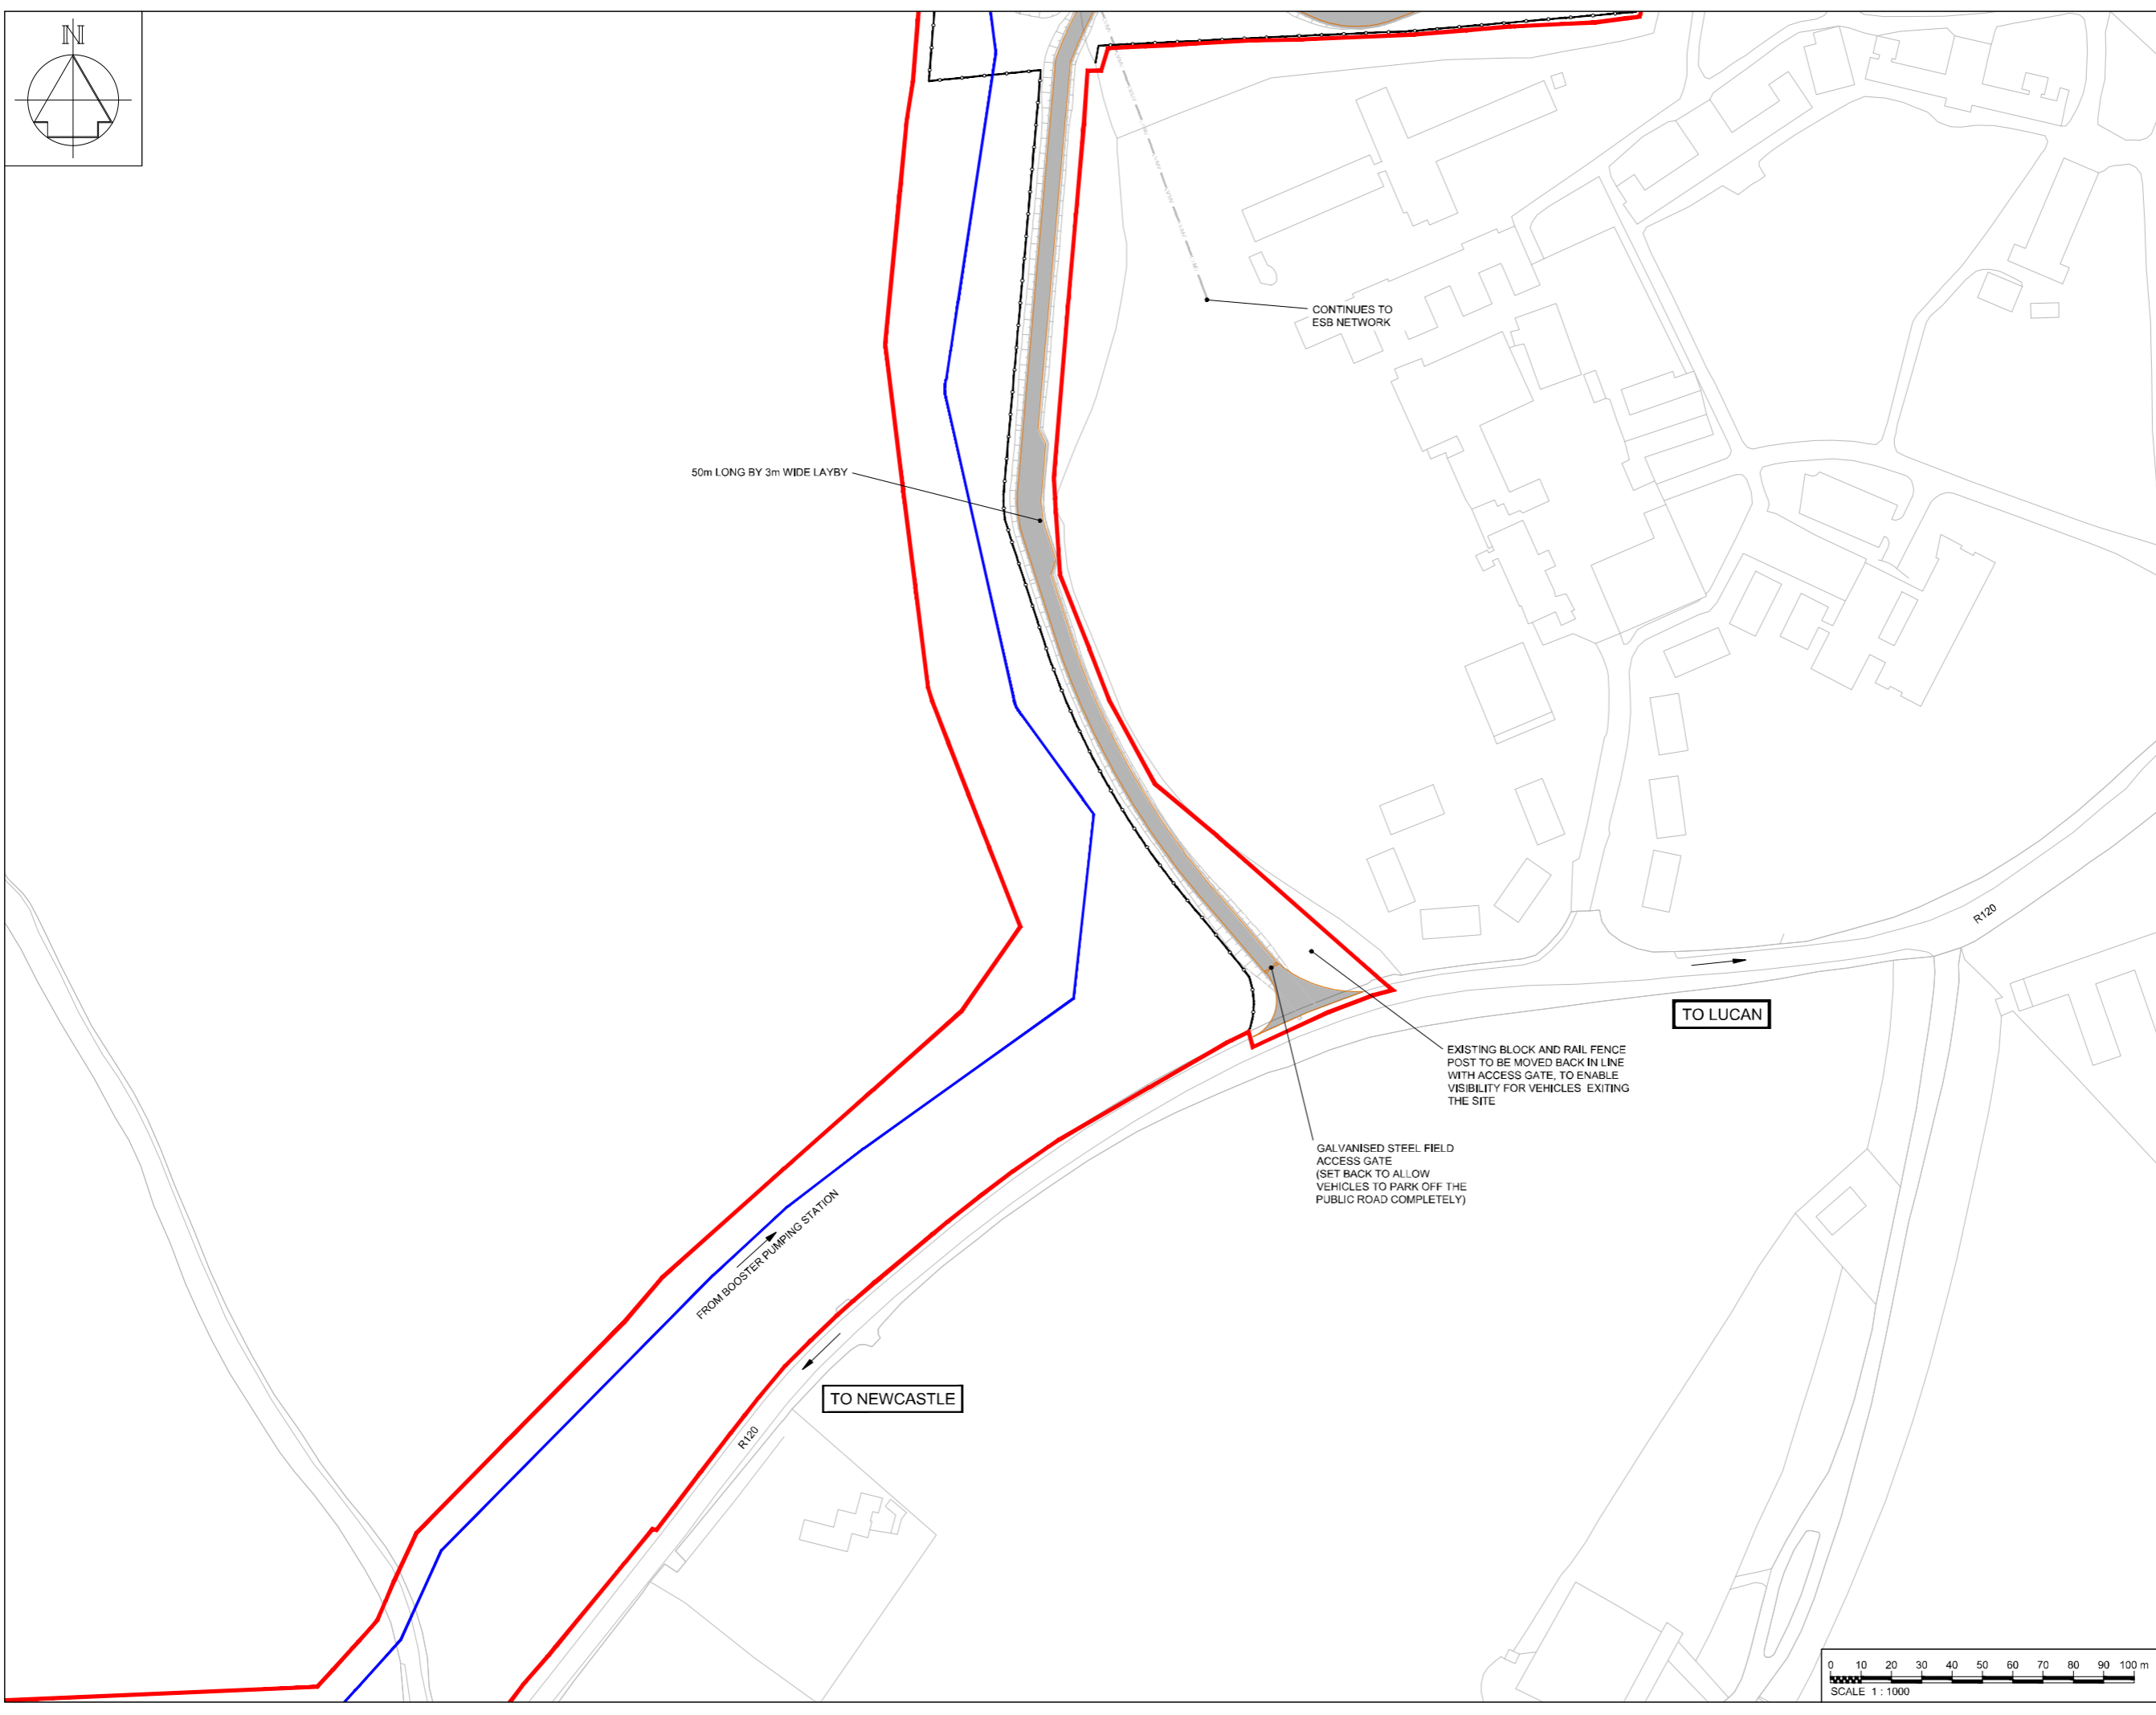 N
CONTINUES TO
ESB NETWORK
50m LONG BY 3m WIDE LAYBY
R120
TO LUCAN
EXISTING BLOCK AND RAIL FENCE
POST TO BE MOVED BACK IN LINE
WITH ACCESS GATE, TO ENABLE
VISIBILITY FOR VEHICLES EXITING
THE SITE
GALVANISED STEEL FIELD
ACCESS GATE
(SET BACK TO ALLOW
VEHICLES TO PARK OFF THE
PUBLIC ROAD COMPLETELY)
FROM BOOSTER PUMPING STATION
TO NEWCASTLE
R120
0 10 20 30 40 50 60 70 80 90 100 m
SCALE 1 : 1000